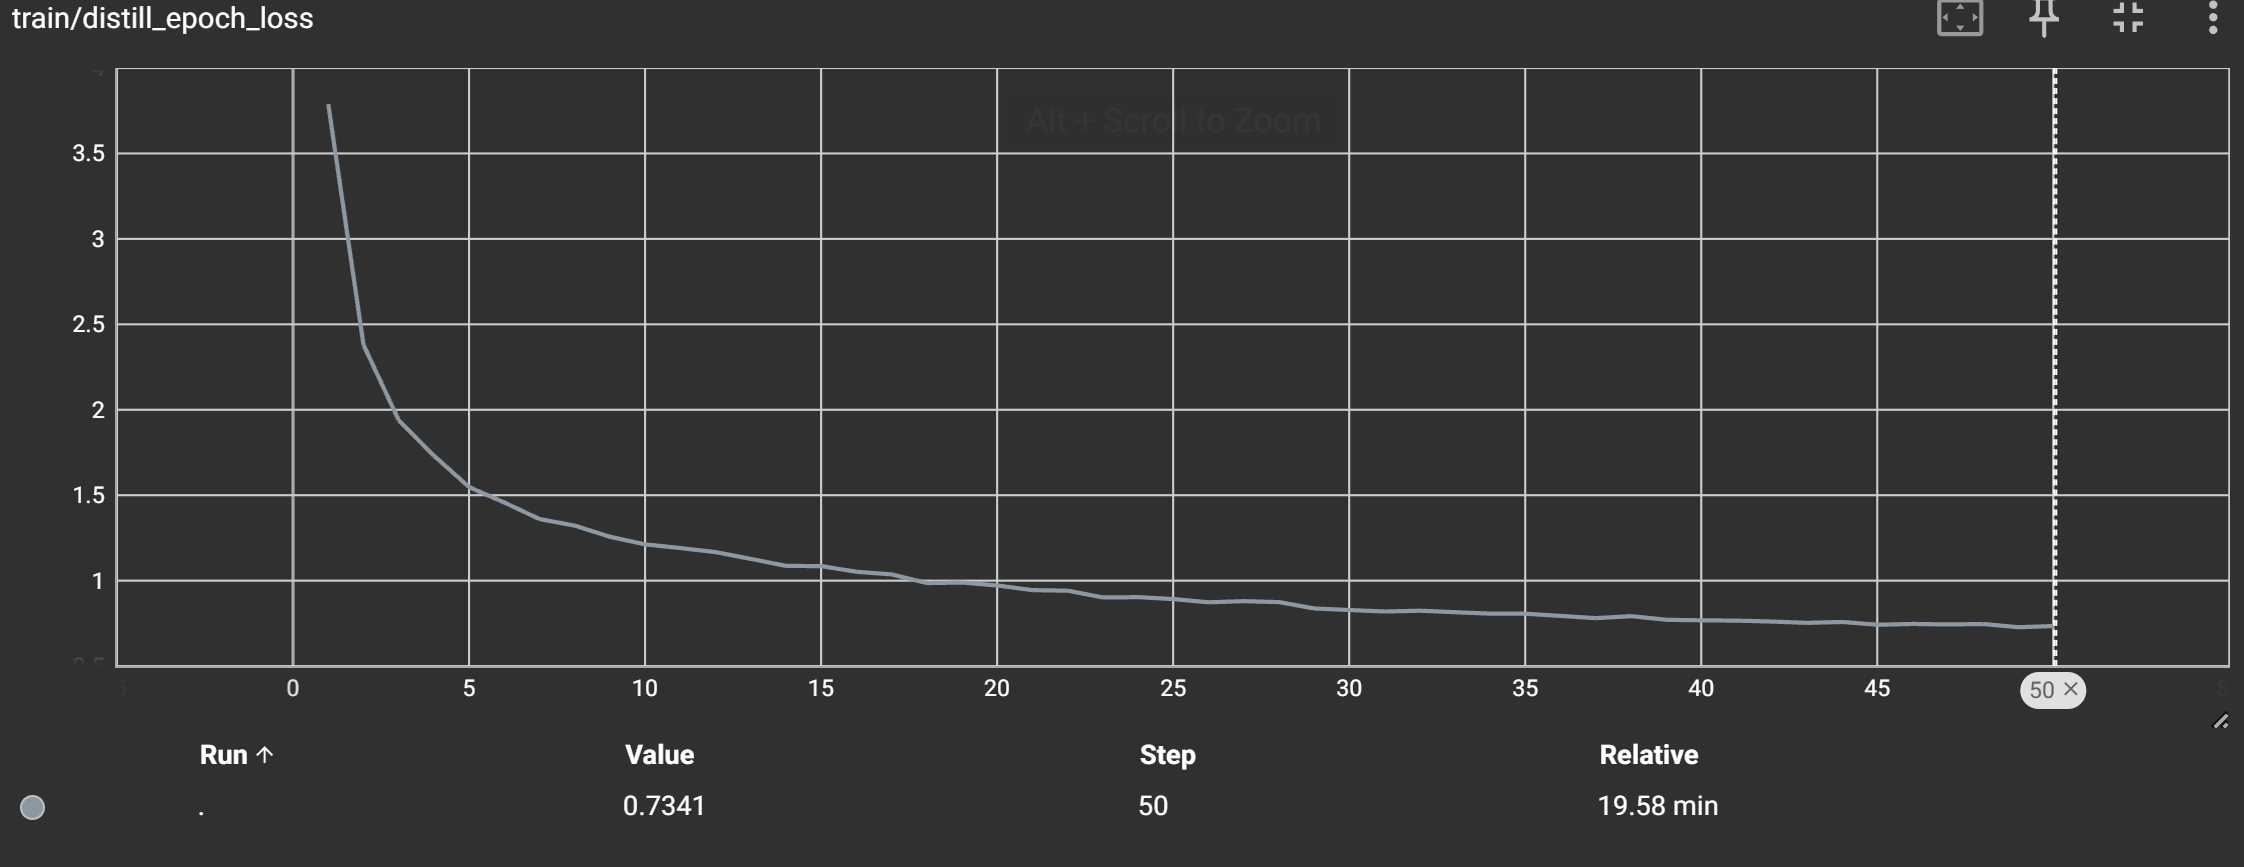 train/distill_epoch_loss
Alt + Scroll to Zoom
3.5
3
2.5
2
1.5
1
0 5 10 15 20 25 30 35 40 45 50 ×
Run ↑ Value Step Relative
. 0.7341 50 19.58 min